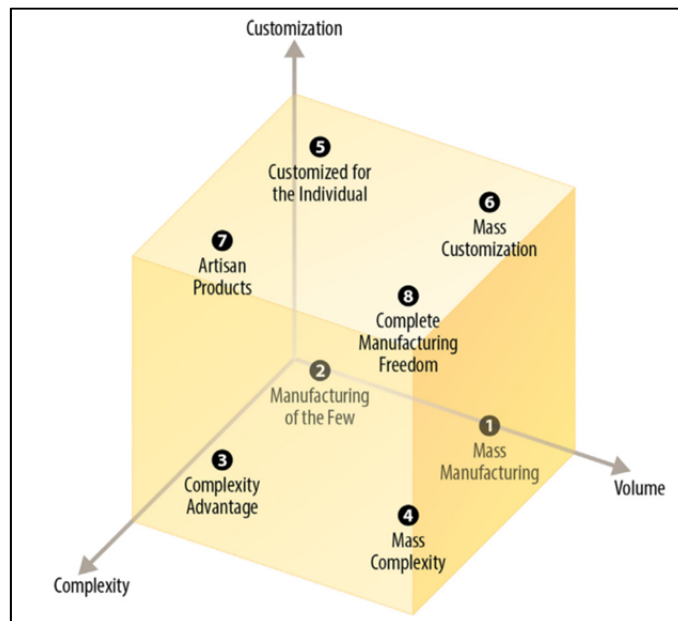 Customization
5
Customized for
the Individual
6
Mass
Customization
7
Artisan
Products
8
Complete
Manufacturing
Freedom
2
Manufacturing
of the Few
1
Mass
Manufacturing
3
Complexity
Advantage
Volume
4
Mass
Complexity
Complexity